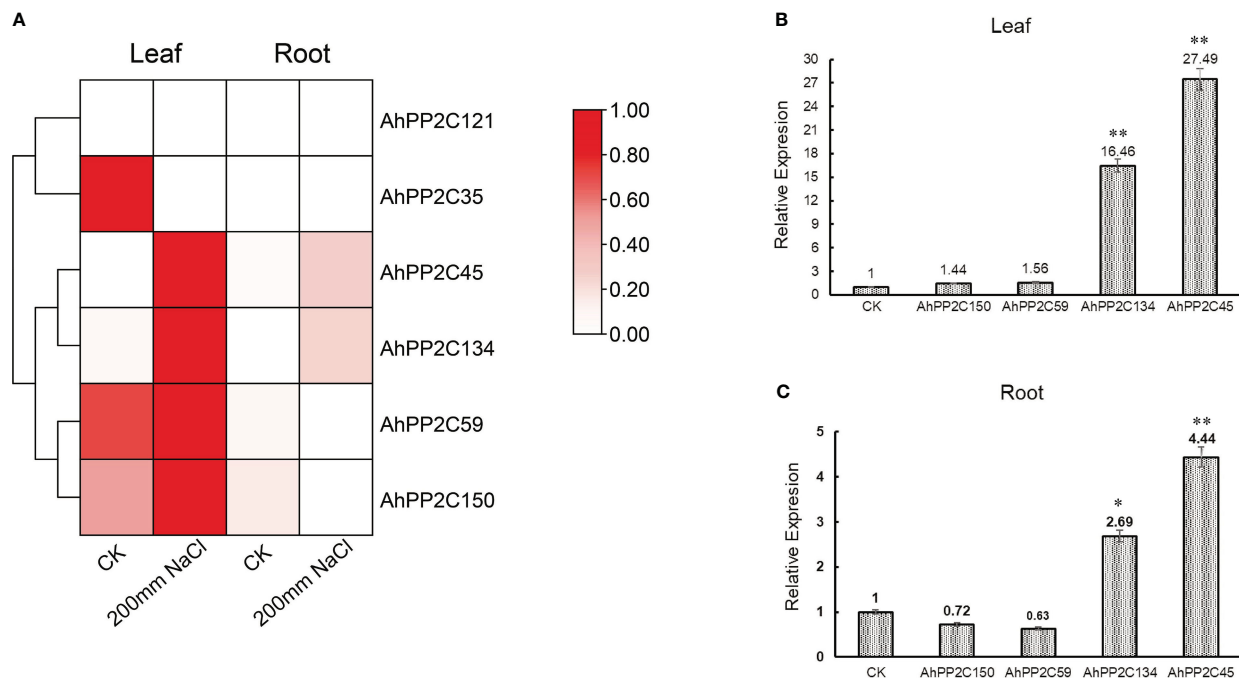 A
Leaf Root
AhPP2C121
AhPP2C35
AhPP2C45
AhPP2C134
AhPP2C59
AhPP2C150
CK 200mm NaCl CK 200mm NaCl
1.00
0.80
0.60
0.40
0.20
0.00
B
Leaf
Relative Expresion
30
27
24
21
18
15
12
9
6
3
0
1
1.44
1.56
**
16.46
**
27.49
CK AhPP2C150 AhPP2C59 AhPP2C134 AhPP2C45
C
Root
Relative Expresion
5
4
3
2
1
0
1
0.72
0.63
*
2.69
**
4.44
CK AhPP2C150 AhPP2C59 AhPP2C134 AhPP2C45